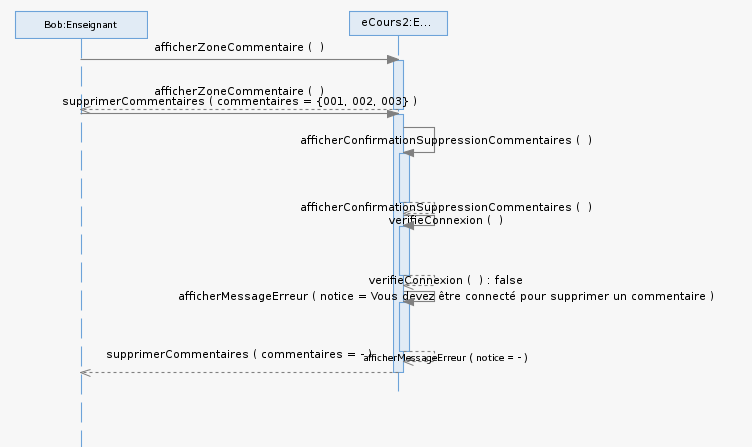 Bob:Enseignant
eCours2:E...
afficherZoneCommentaire ( )
afficherZoneCommentaire ( )
supprimerCommentaires ( commentaires = {001, 002, 003} )
afficherConfirmationSuppressionCommentaires ( )
afficherConfirmationSuppressionCommentaires ( )
verifieConnexion ( )
verifieConnexion ( ) : false
afficherMessageErreur ( notice = Vous devez être connecté pour supprimer un commentaire )
supprimerCommentaires ( commentaires = - )
afficherMessageErreur ( notice = - )